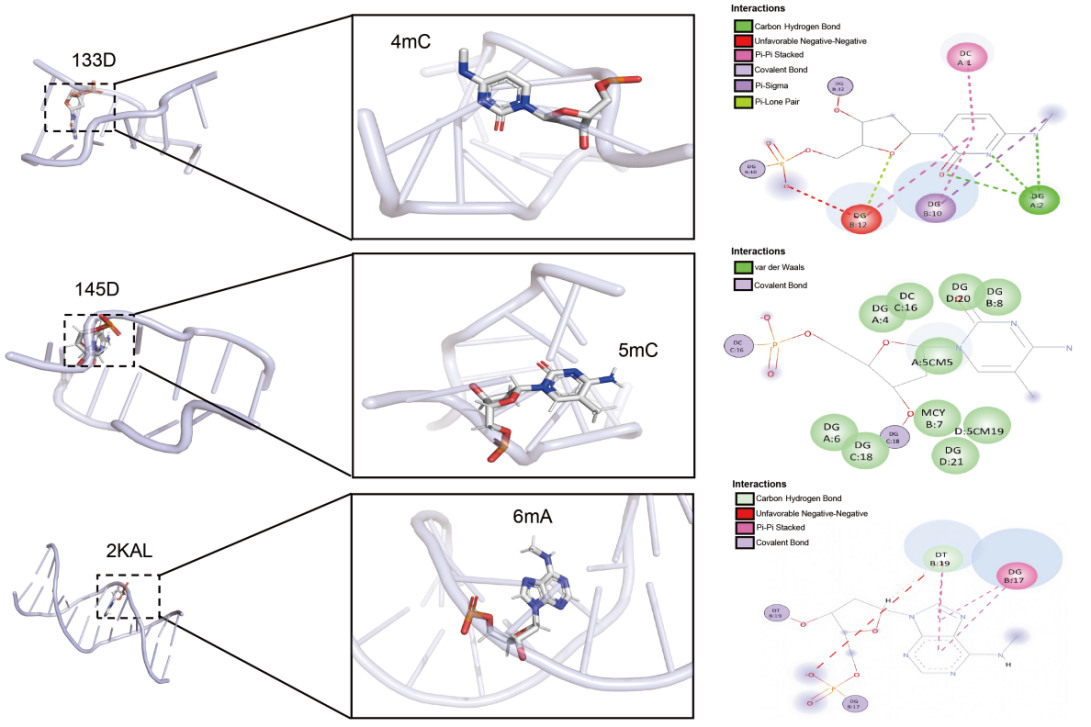 133D
4mC
Interactions
Carbon Hydrogen Bond
Unfavorable Negative-Negative
Pi-Pi Stacked
Covalent Bond
Pi-Sigma
Pi-Lone Pair
DC
A:1
DG
B:12
O
O
N
N
O
O
P
O
O
DG
B:10
DG
B:12
DG
B:10
DG
A:2
145D
5mC
Interactions
van der Waals
Covalent Bond
DC
C:16
DG
A:4
DG
D:20
DG
B:8
O
DC
C:16
P
O
O
O
O
N
N
N
A:5CM5
O
DG
A:6
DG
C:18
DG
C:18
MCY
B:7
D:5CM19
DG
D:21
2KAL
6mA
Interactions
Carbon Hydrogen Bond
Unfavorable Negative-Negative
Pi-Pi Stacked
Covalent Bond
DT
B:19
DG
B:17
DT
B:19
O
H
O
N
N
N
N
N
H
O
O
P
O
DG
B:17